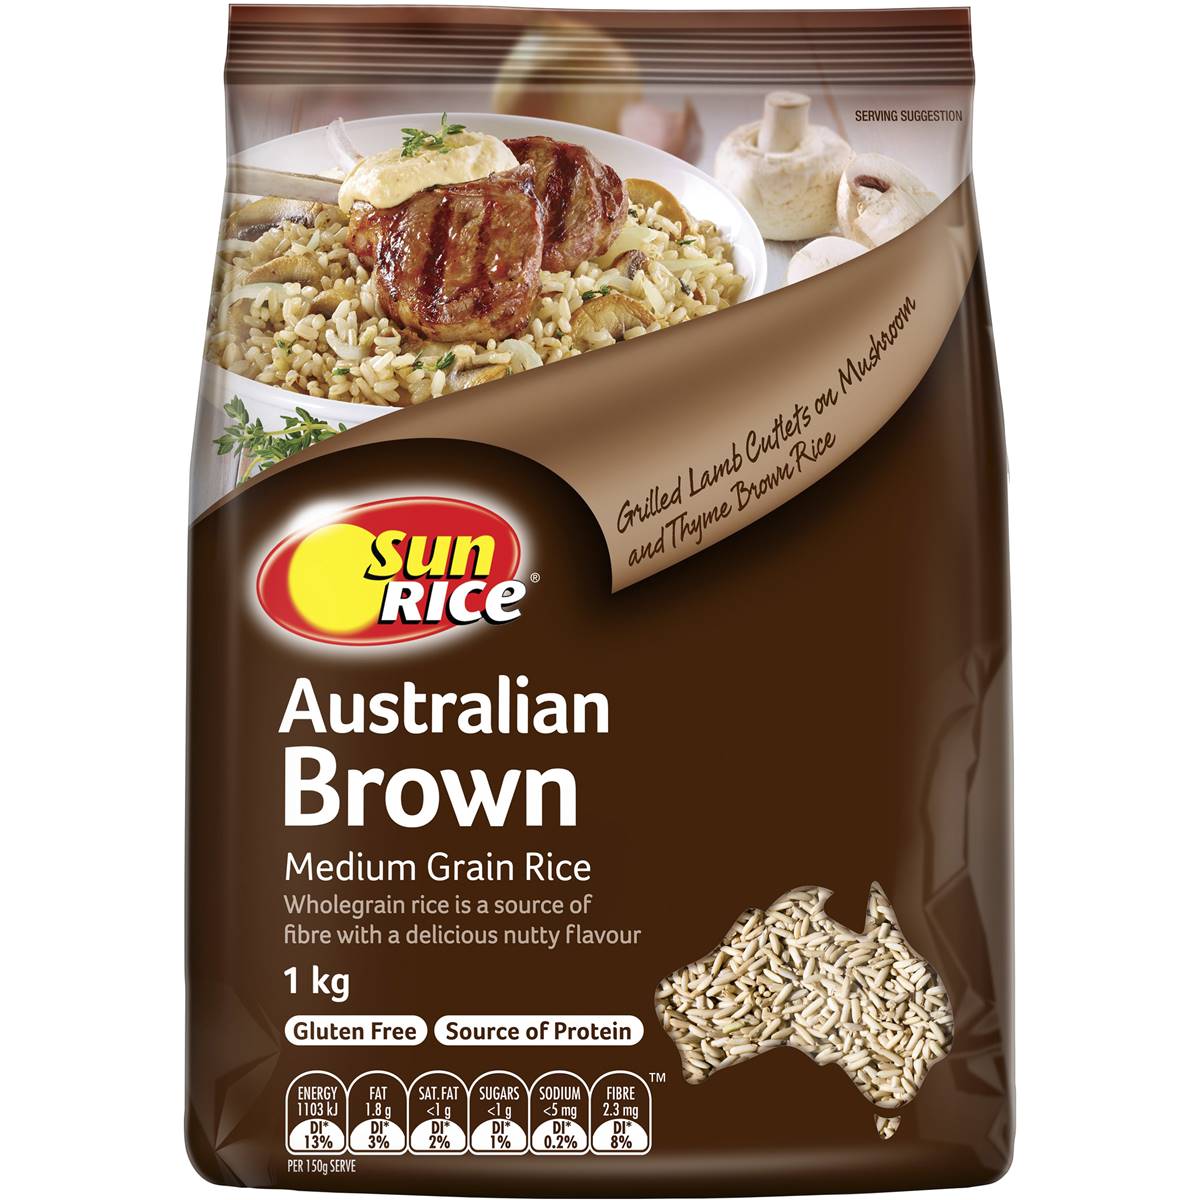 SERVING SUGGESTION
Grilled Lamb Cutlets on Mushroom
and Thyme Brown Rice
Sun
RICE®
Australian
Brown
Medium Grain Rice
Wholegrain rice is a source of
fibre with a delicious nutty flavour
1 kg
Gluten Free Source of Protein
ENERGY FAT SAT. FAT SUGARS SODIUM FIBRE ™
1103 kJ 1.8 g <1 g <1 g <5 mg 2.3 mg
DI* DI* DI* DI* DI* DI*
13% 3% 2% 1% 0.2% 8%
PER 150g SERVE